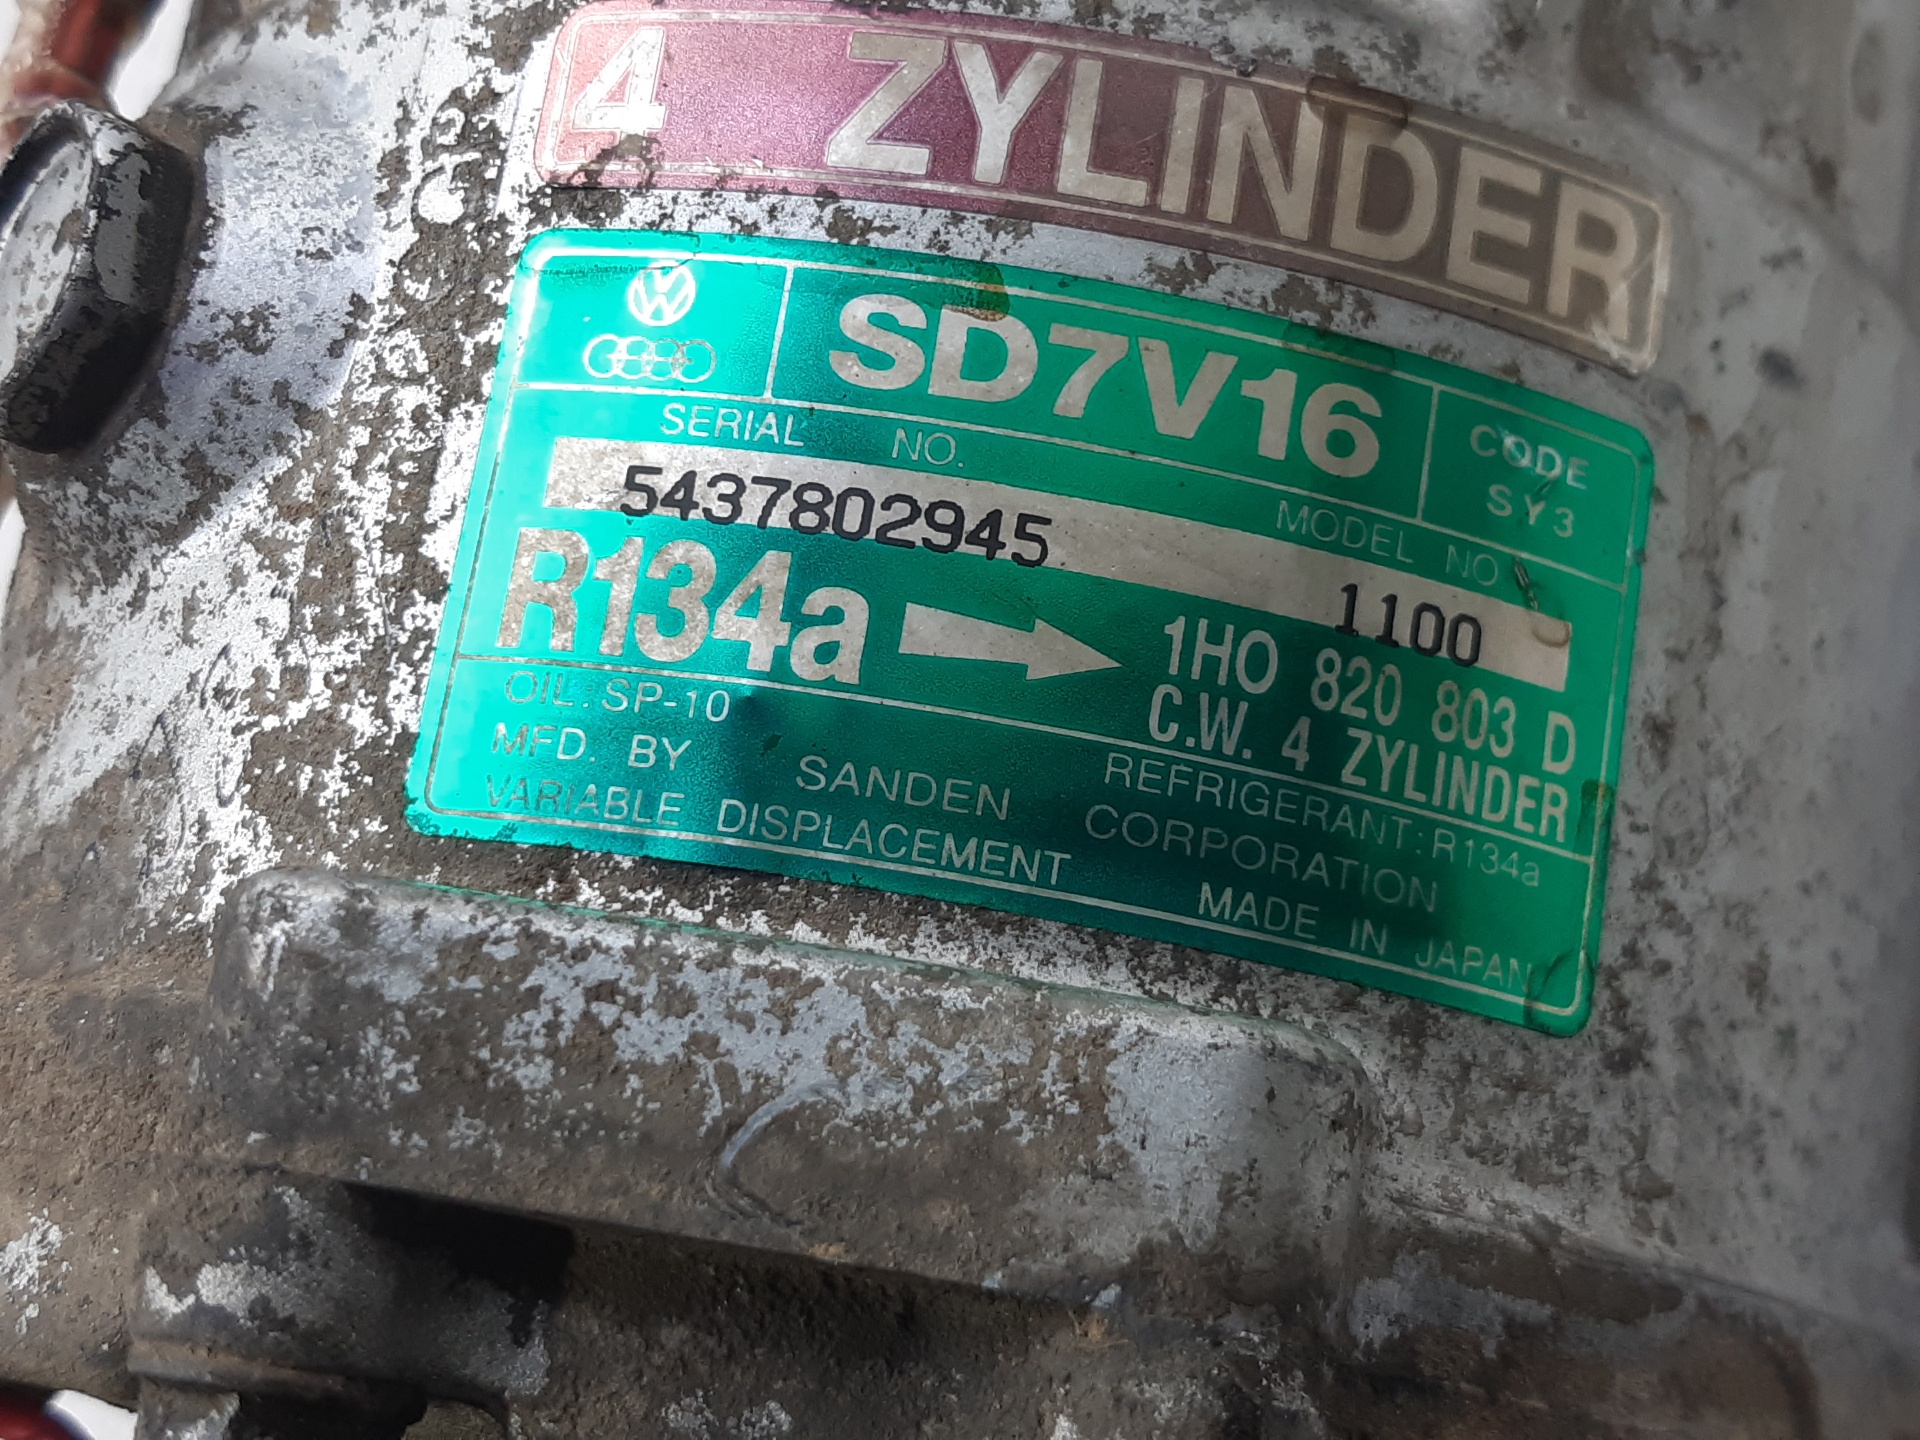 4 ZYLINDER
SD7V16
CODE
SY3
SERIAL NO.
MODEL NO
5437802945
1100
R134a
1HO 820 803 D
C.W. 4 ZYLINDER
OIL: SP-10
REFRIGERANT: R134a
MFD. BY SANDEN CORPORATION
VARIABLE DISPLACEMENT MADE IN JAPAN